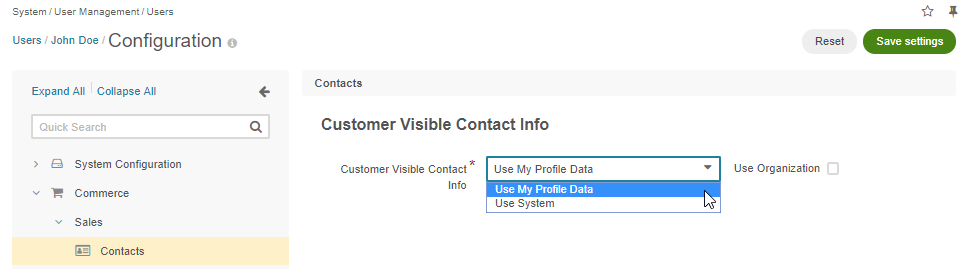 System / User Management / Users
Users / John Doe / Configuration
Reset
Save settings
Expand All
Collapse All
Quick Search
System Configuration
Commerce
Sales
Contacts
Contacts
Customer Visible Contact Info
Customer Visible Contact *
Info
Use My Profile Data
Use Organization
Use My Profile Data
Use System